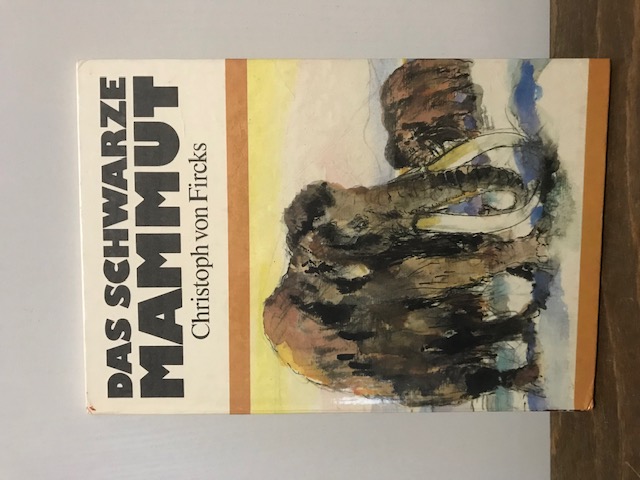 DAS SCHWARZE
MAMMUT
Christoph von Fircks